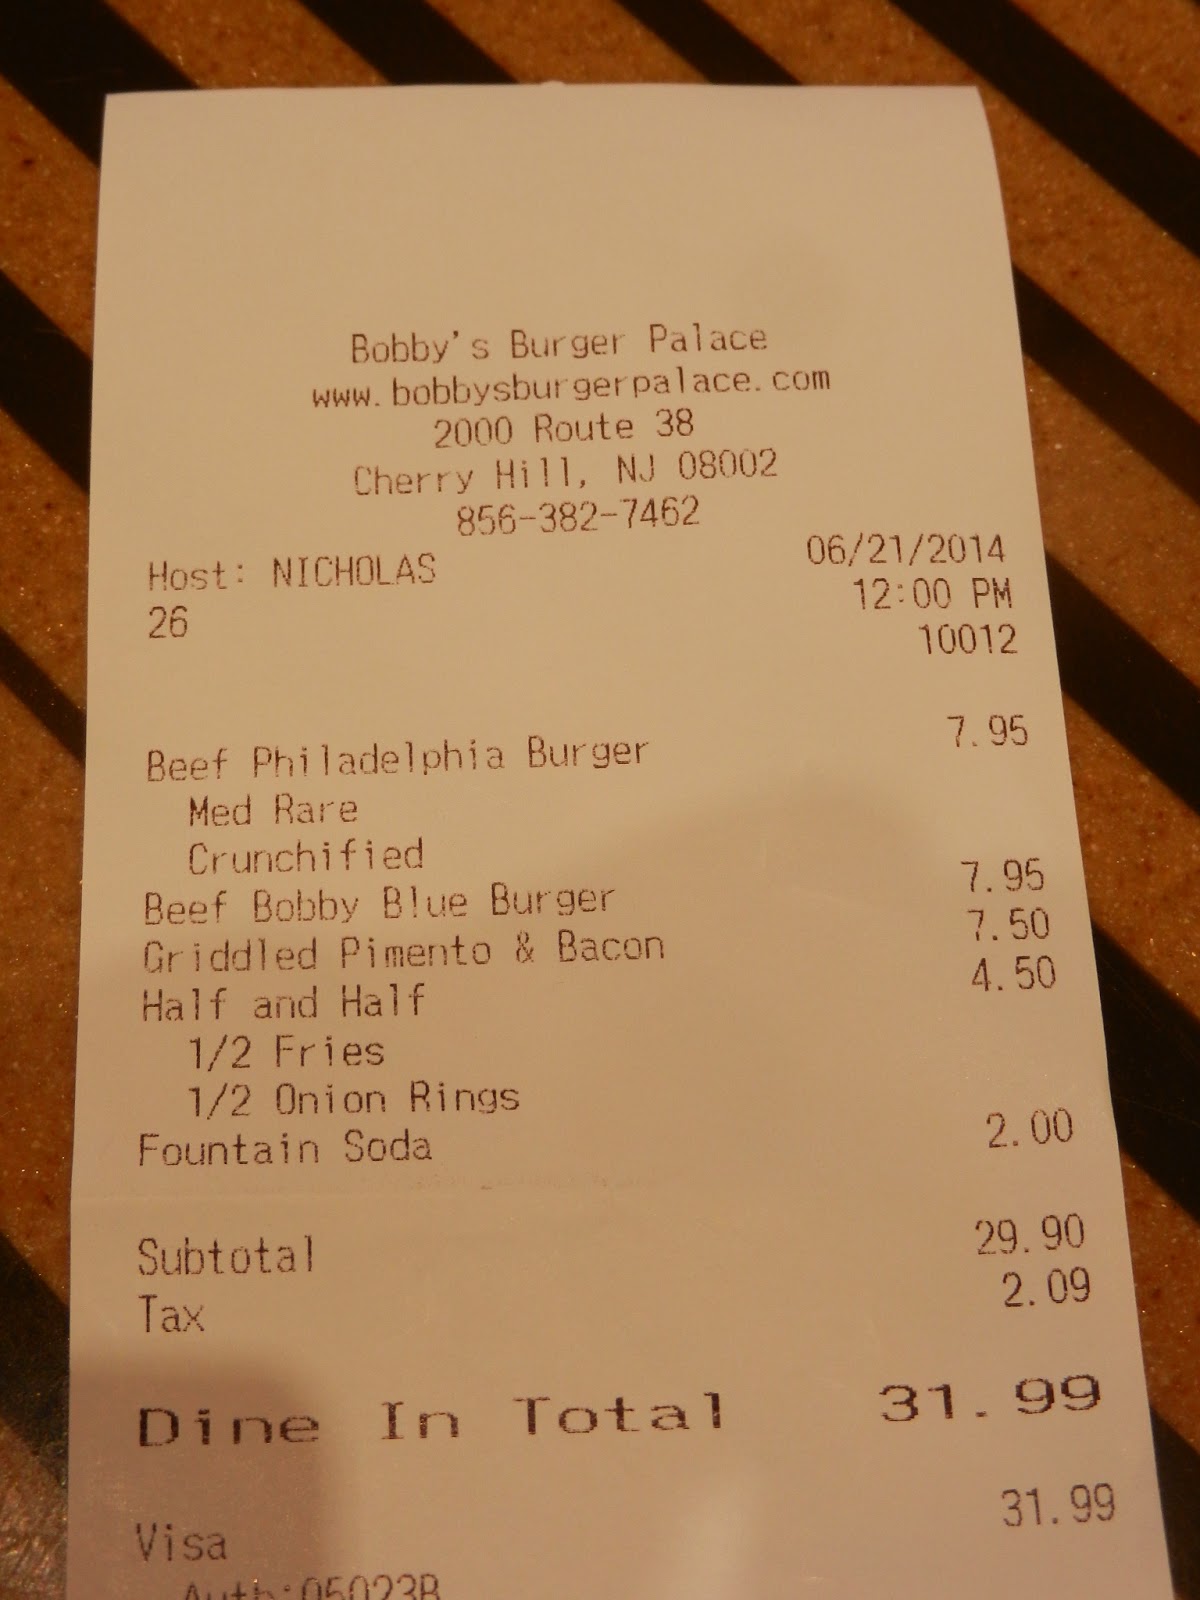 Bobby's Burger Palace
www.bobbysburgerpalace.com
2000 Route 38
Cherry Hill, NJ 08002
856-382-7462
Host: NICHOLAS 06/21/2014
26 12:00 PM
10012
Beef Philadelphia Burger 7.95
Med Rare
Crunchified
Beef Bobby Blue Burger 7.95
Griddled Pimento & Bacon 7.50
Half and Half 4.50
1/2 Fries
1/2 Onion Rings
Fountain Soda 2.00
Subtotal 29.90
Tax 2.09
Dine In Total 31.99
Visa 31.99
Auth:05023B